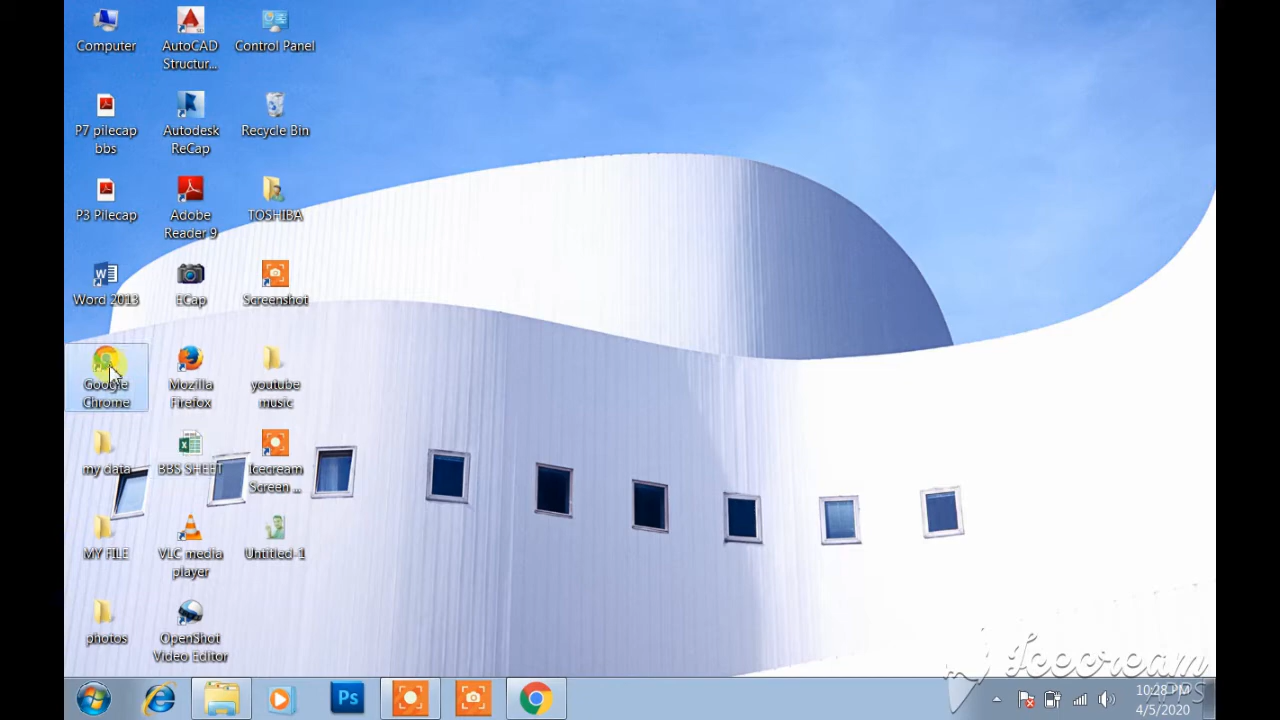 Computer
AutoCAD
Structur...
Control Panel
P7 pilecap
bbs
Autodesk
ReCap
Recycle Bin
P3 Pilecap
Adobe
Reader 9
TOSHIBA
Word 2013
ECap
Screenshot
Google
Chrome
Mozilla
Firefox
youtube
music
my data
BBS SHEET
Icecream
Screen ...
MY FILE
VLC media
player
Untitled-1
photos
OpenShot
Video Editor
Icecream
APPS
Ps
10:28 PM
4/5/2020